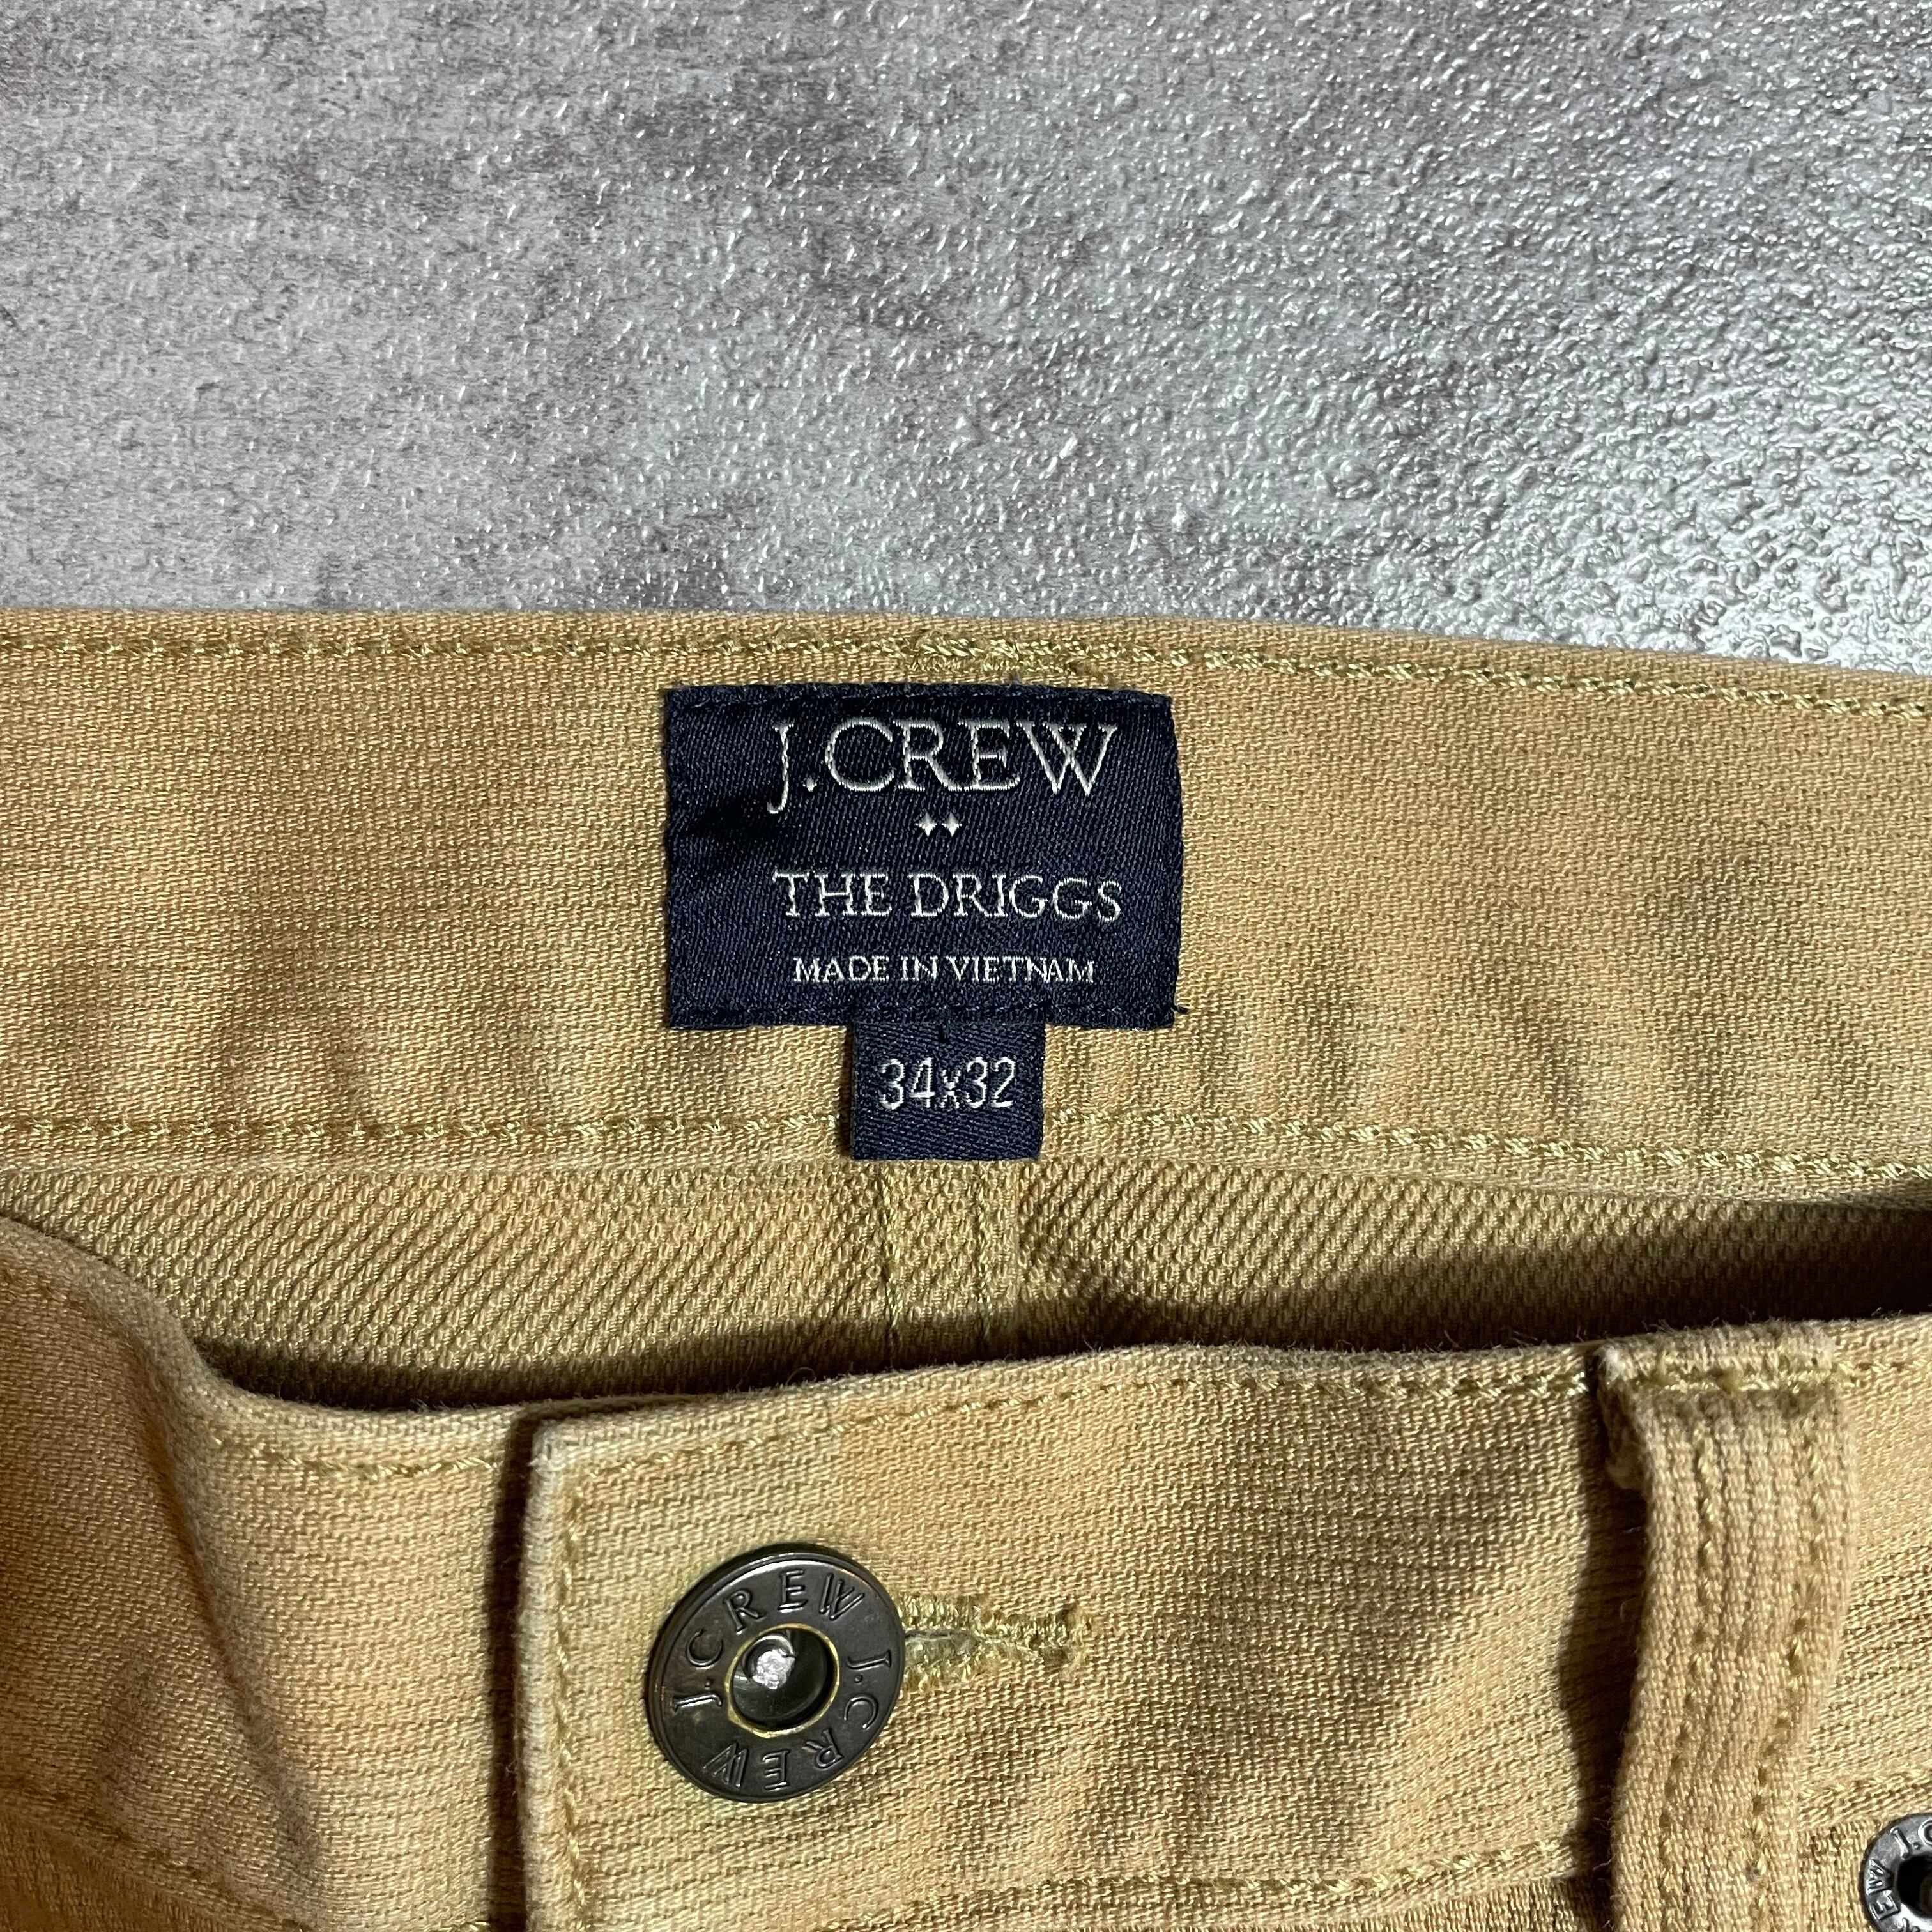 J.CREW
THE DRIGGS
MADE IN VIETNAM
34x32
J.CREW J.CREW